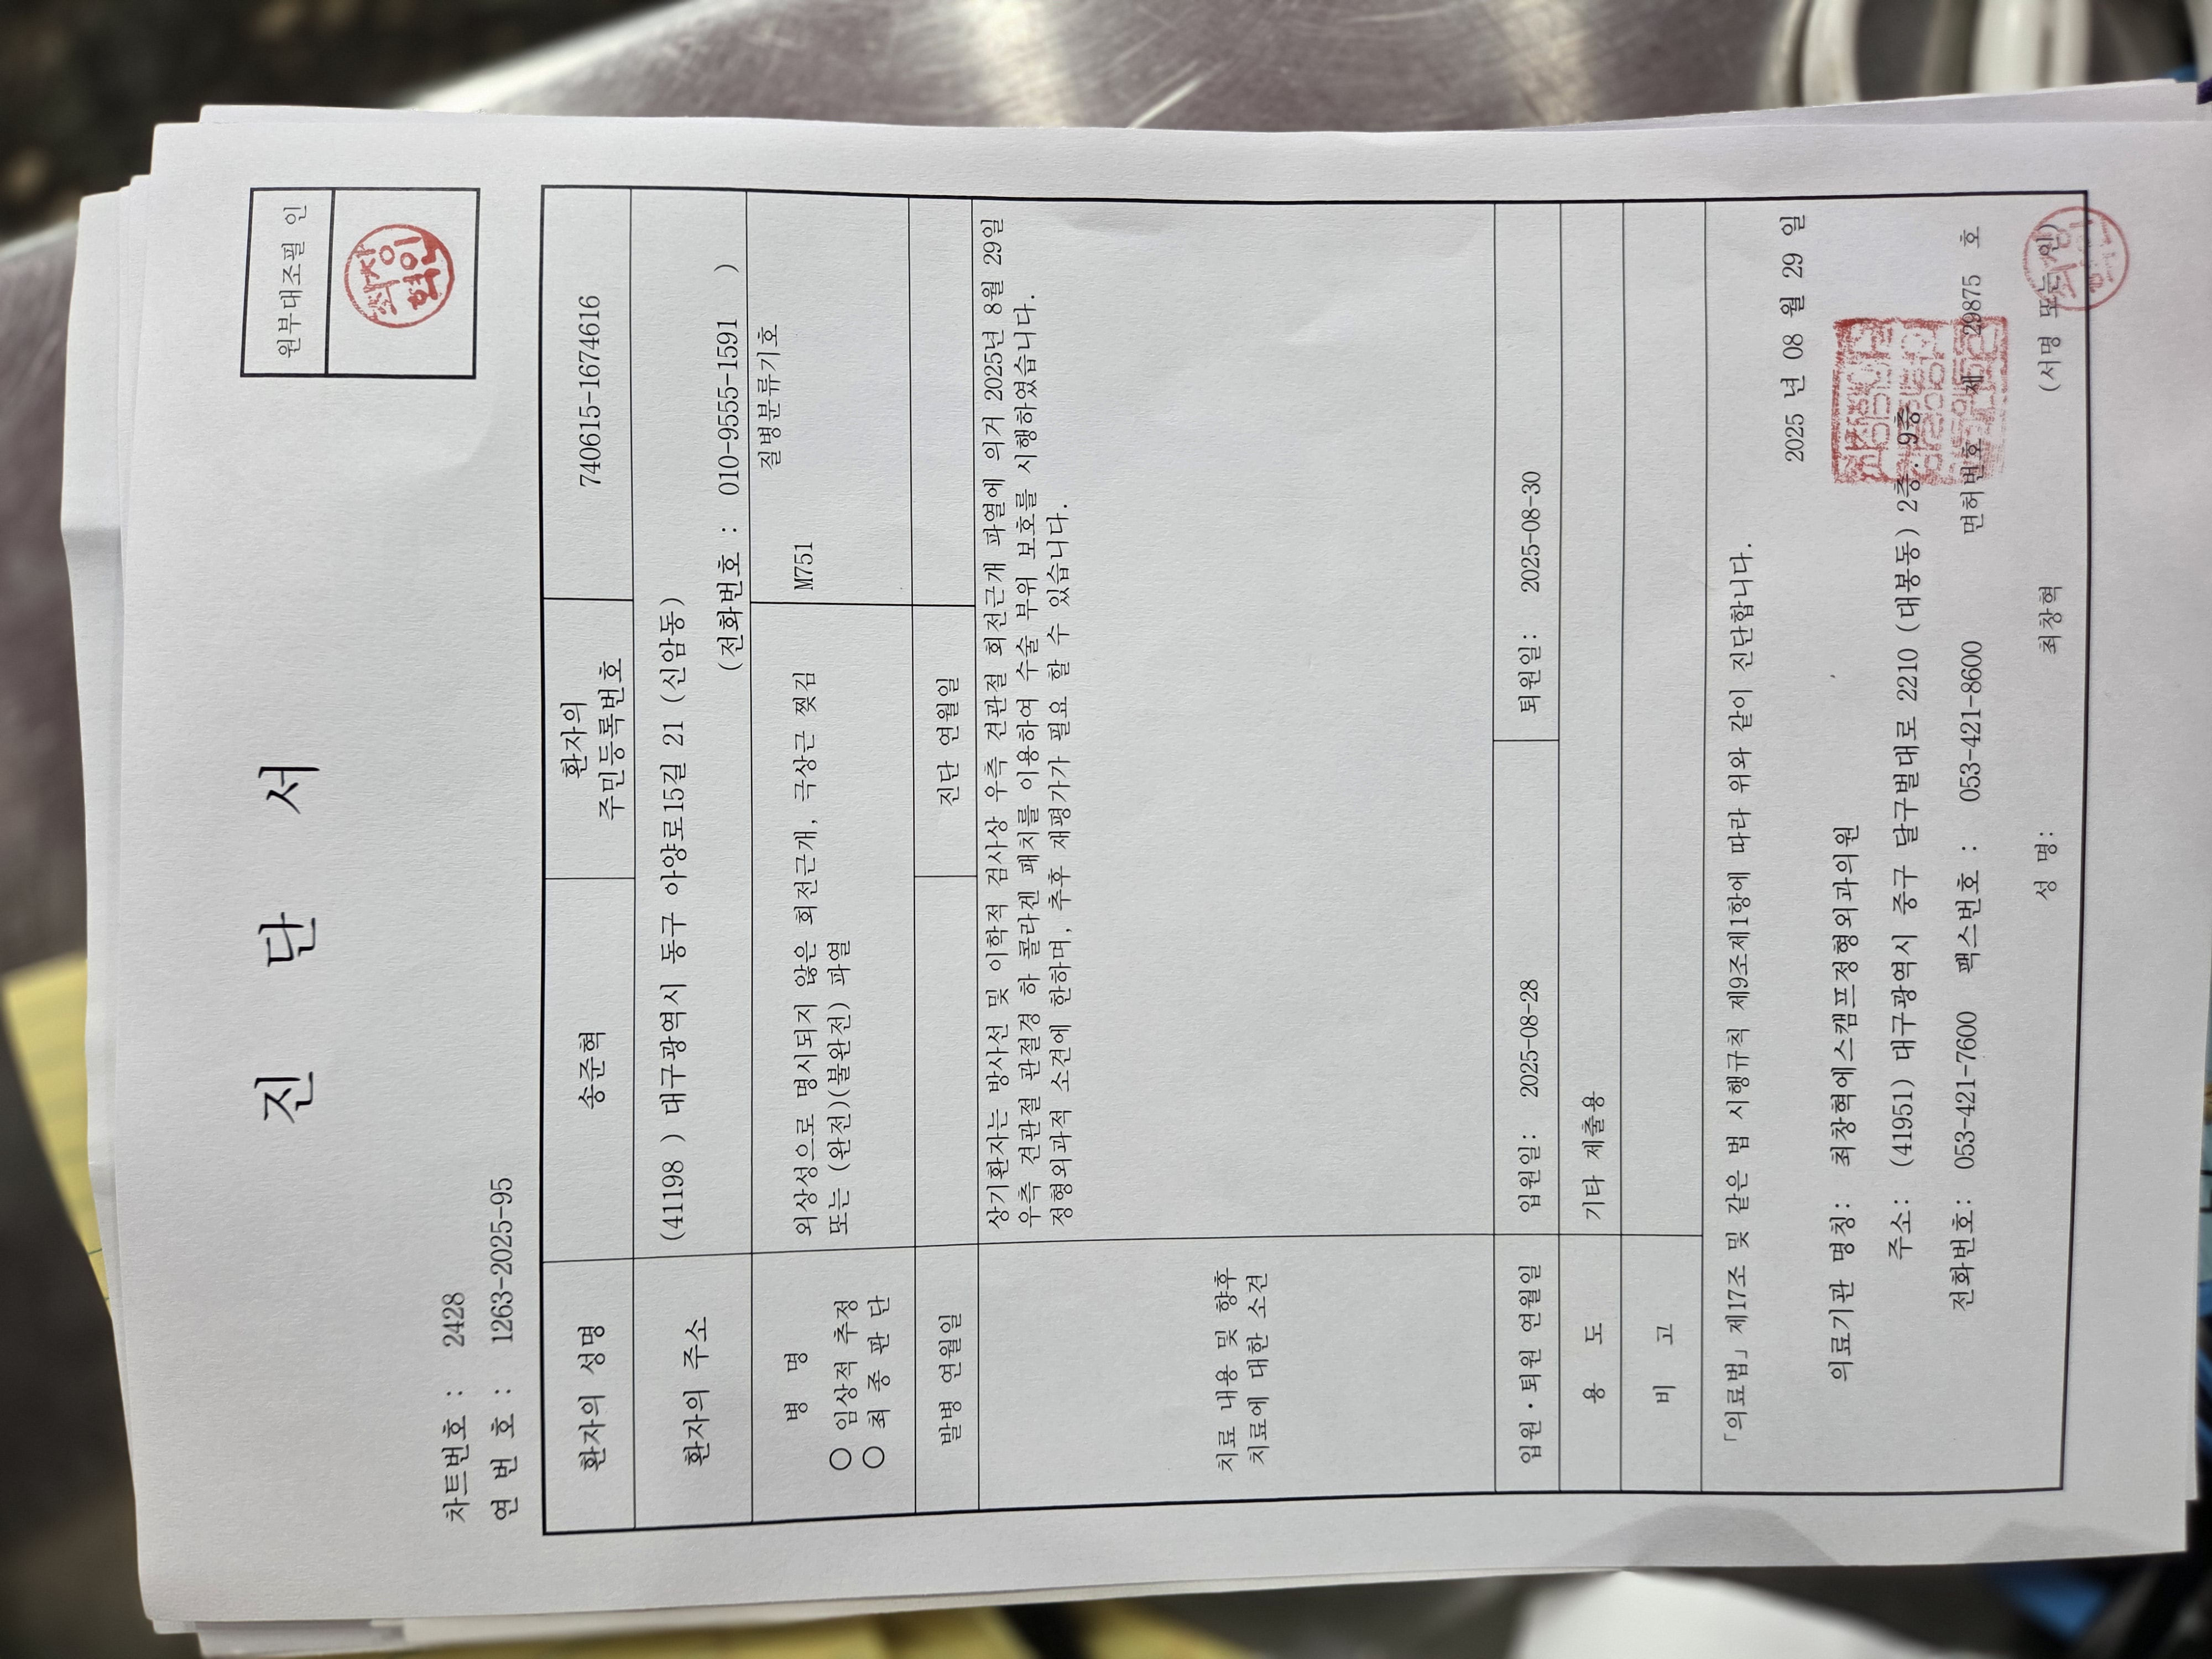 진 단 서
원부대조필 인
최창혁인
차트번호 : 2428
연 번 호 : 1263-2025-95
환자의 성명 송준혁 환자의 주민등록번호 740615-1674616
환자의 주소 (41198 ) 대구광역시 동구 아양로15길 21 (신암동)
(전화번호 : 010-9555-1591 )
병 명
○ 임상적 추정
○ 최 종 판 단
외상성으로 명시되지 않은 회전근개, 극상근 찢김
또는 (완전)(불완전) 파열
질병분류기호
M751
발병 연월일 진단 연월일
치료 내용 및 향후
치료에 대한 소견
상기환자는 방사선 및 이학적 검사상 우측 견관절 회전근개 파열에 의거 2025년 8월 29일
우측 견관절 관절경 하 콜라겐 패치를 이용하여 수술 부위 보호를 시행하였습니다.
정형외과적 소견에 한하며, 추후 재평가가 필요 할 수 있습니다.
입원·퇴원 연월일 입원일: 2025-08-28 퇴원일: 2025-08-30
용 도 기타 제출용
비 고
「의료법」 제17조 및 같은 법 시행규칙 제9조제1항에 따라 위와 같이 진단합니다.
2025 년 08 월 29 일
의료기관 명칭: 최창혁에스캠프정형외과의원
주소: (41951) 대구광역시 중구 달구벌대로 2210 (대봉동) 2층. 9층
전화번호: 053-421-7600 팩스번호 : 053-421-8600 면허번호 제 29875 호
성 명: 최창혁 (서명 또는 인)